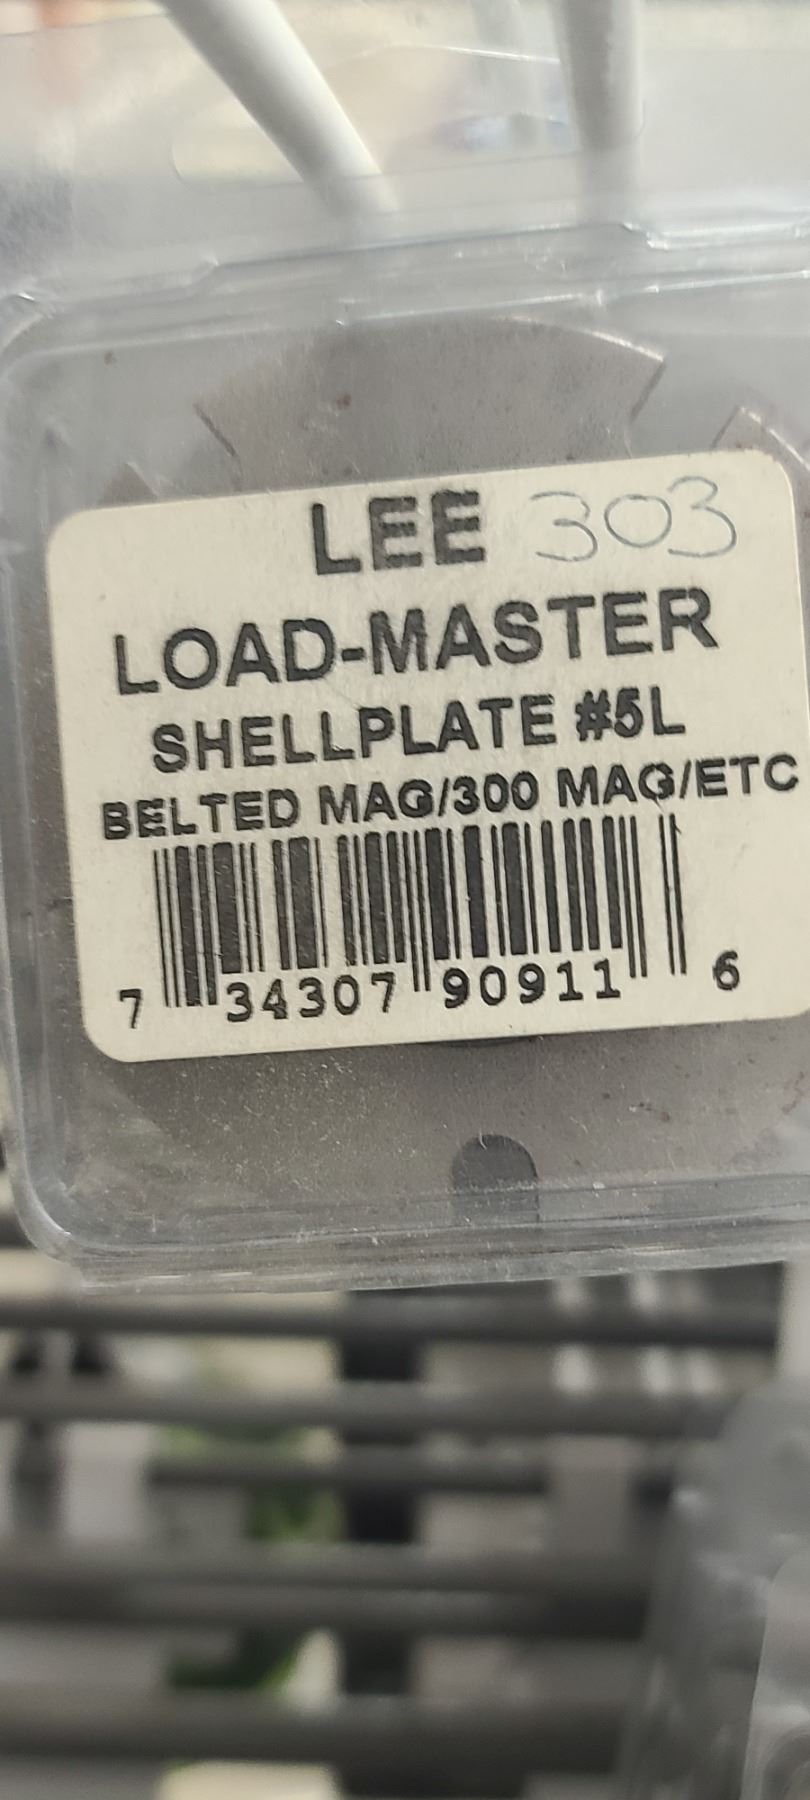 LEE 303
LOAD-MASTER
SHELLPLATE #5L
BELTED MAG/300 MAG/ETC
7 34307 90911 6